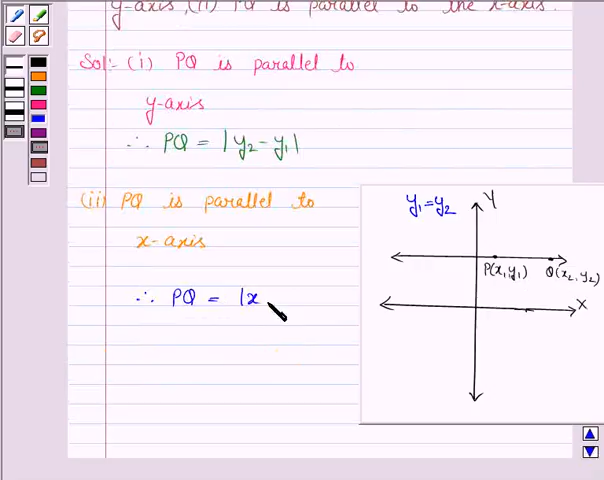 y-axis, (ii) PQ is parallel to the x-axis.
Sol:- (i) PQ is parallel to
y-axis
∴ PQ = |y₂ - y₁|
(ii) PQ is parallel to
x-axis
∴ PQ = |x
y₁ = y₂
Y
P(x₁, y₁)
Q(x₂, y₂)
X